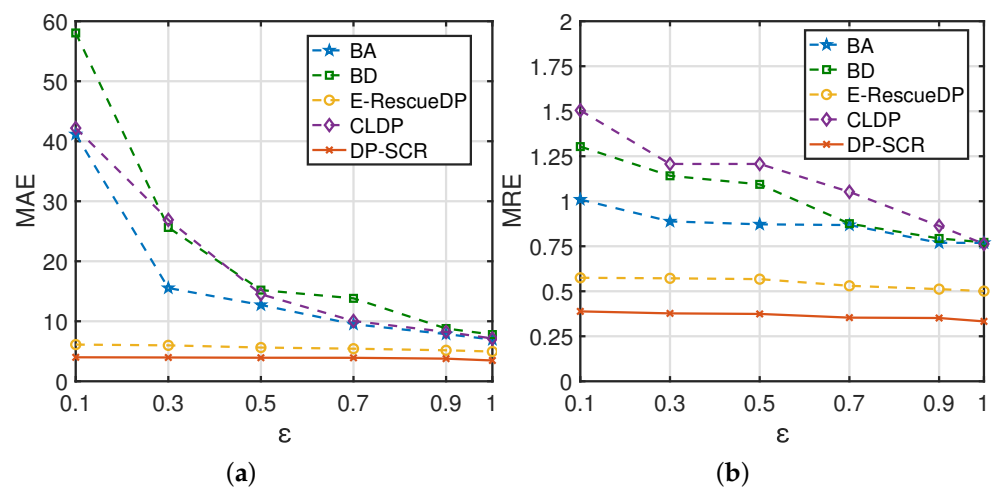 60
50
40
30
20
10
0
MAE
0.1 0.3 0.5 0.7 0.9 1
ε
BA
BD
E-RescueDP
CLDP
DP-SCR
(a)
2
1.75
1.5
1.25
1
0.75
0.5
0.25
0
MRE
0.1 0.3 0.5 0.7 0.9 1
ε
BA
BD
E-RescueDP
CLDP
DP-SCR
(b)